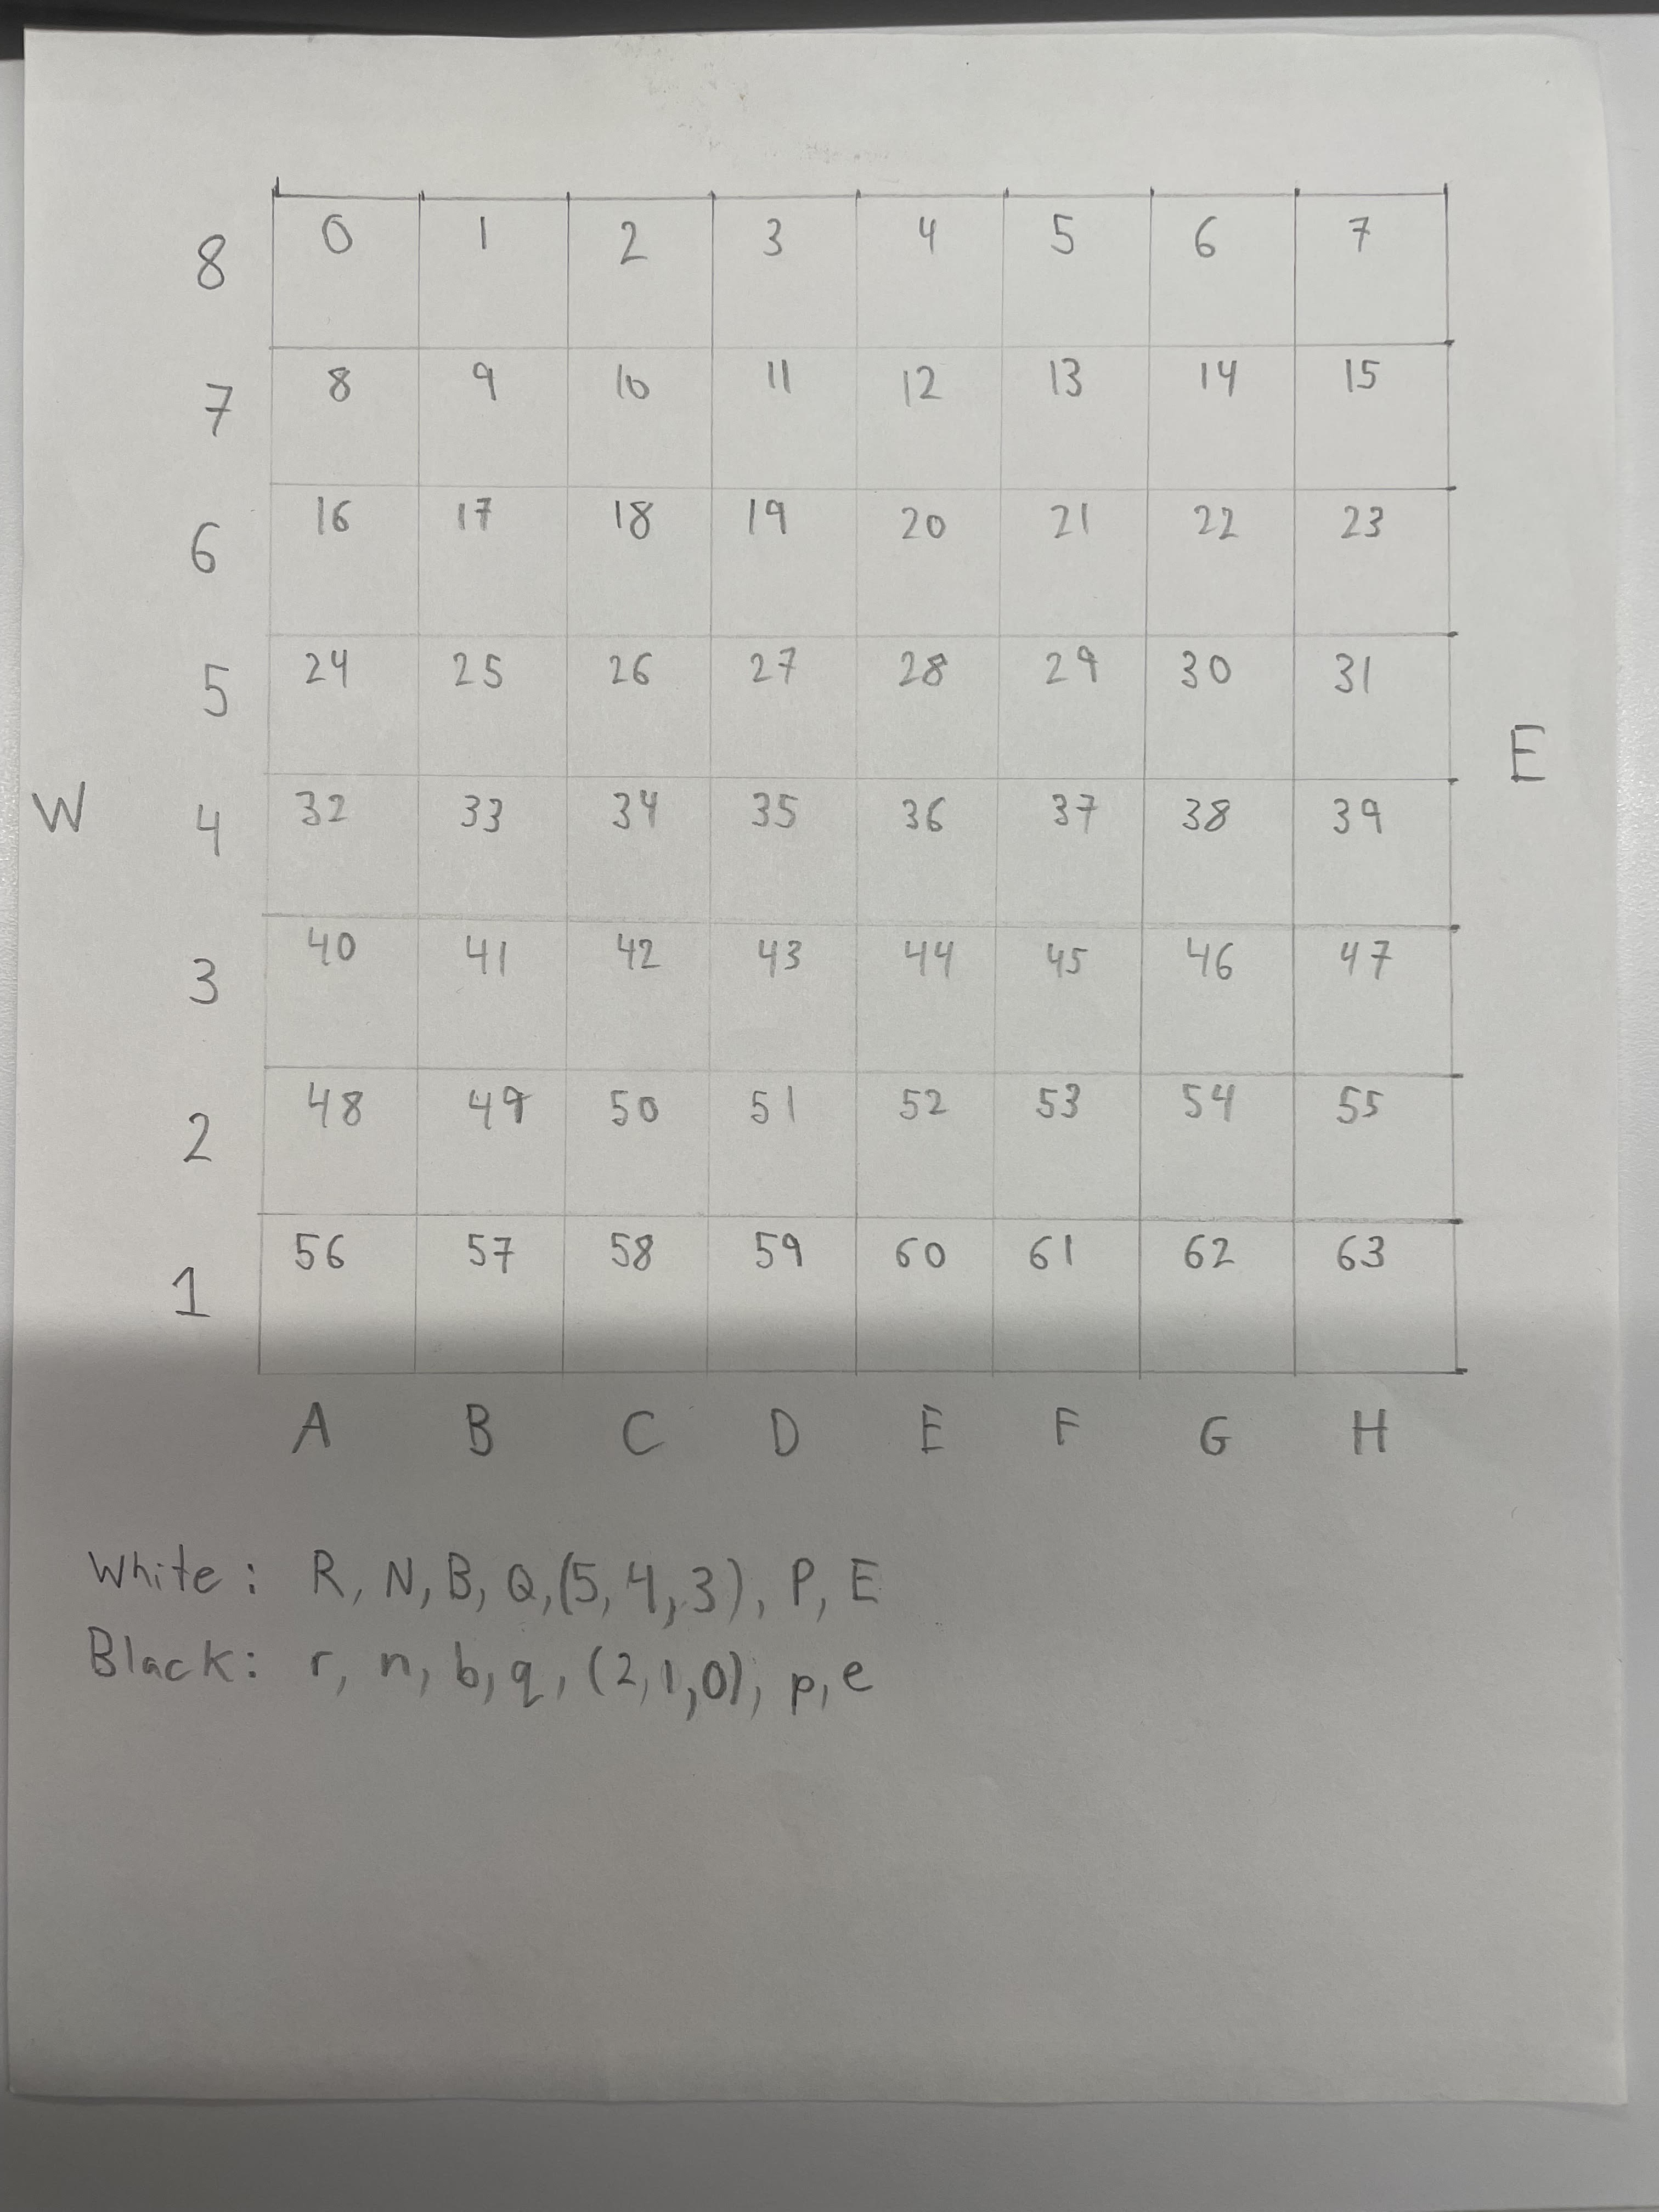 8 0 1 2 3 4 5 6 7
7 8 9 10 11 12 13 14 15
6 16 17 18 19 20 21 22 23
5 24 25 26 27 28 29 30 31
E
W 4 32 33 34 35 36 37 38 39
3 40 41 42 43 44 45 46 47
2 48 49 50 51 52 53 54 55
1 56 57 58 59 60 61 62 63
A B C D E F G H
White: R, N, B, Q, (5, 4, 3), P, E
Black: r, n, b, q, (2, 1, 0), p, e